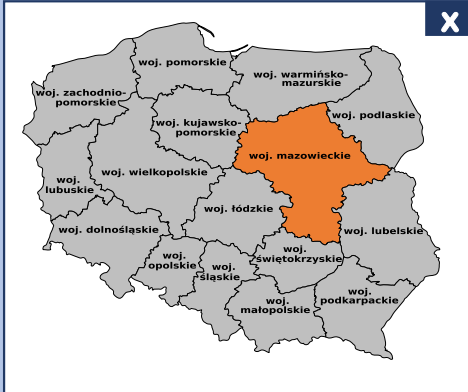 X
woj. pomorskie
woj. warmińsko-
mazurskie
woj. zachodnio-
pomorskie
woj. podlaskie
woj. kujawsko-
pomorskie
woj. mazowieckie
woj. wielkopolskie
woj.
lubuskie
woj. łódzkie
woj. dolnośląskie
woj. lubelskie
woj.
opolskie
woj.
śląskie
woj.
świętokrzyskie
woj.
małopolskie
woj.
podkarpackie